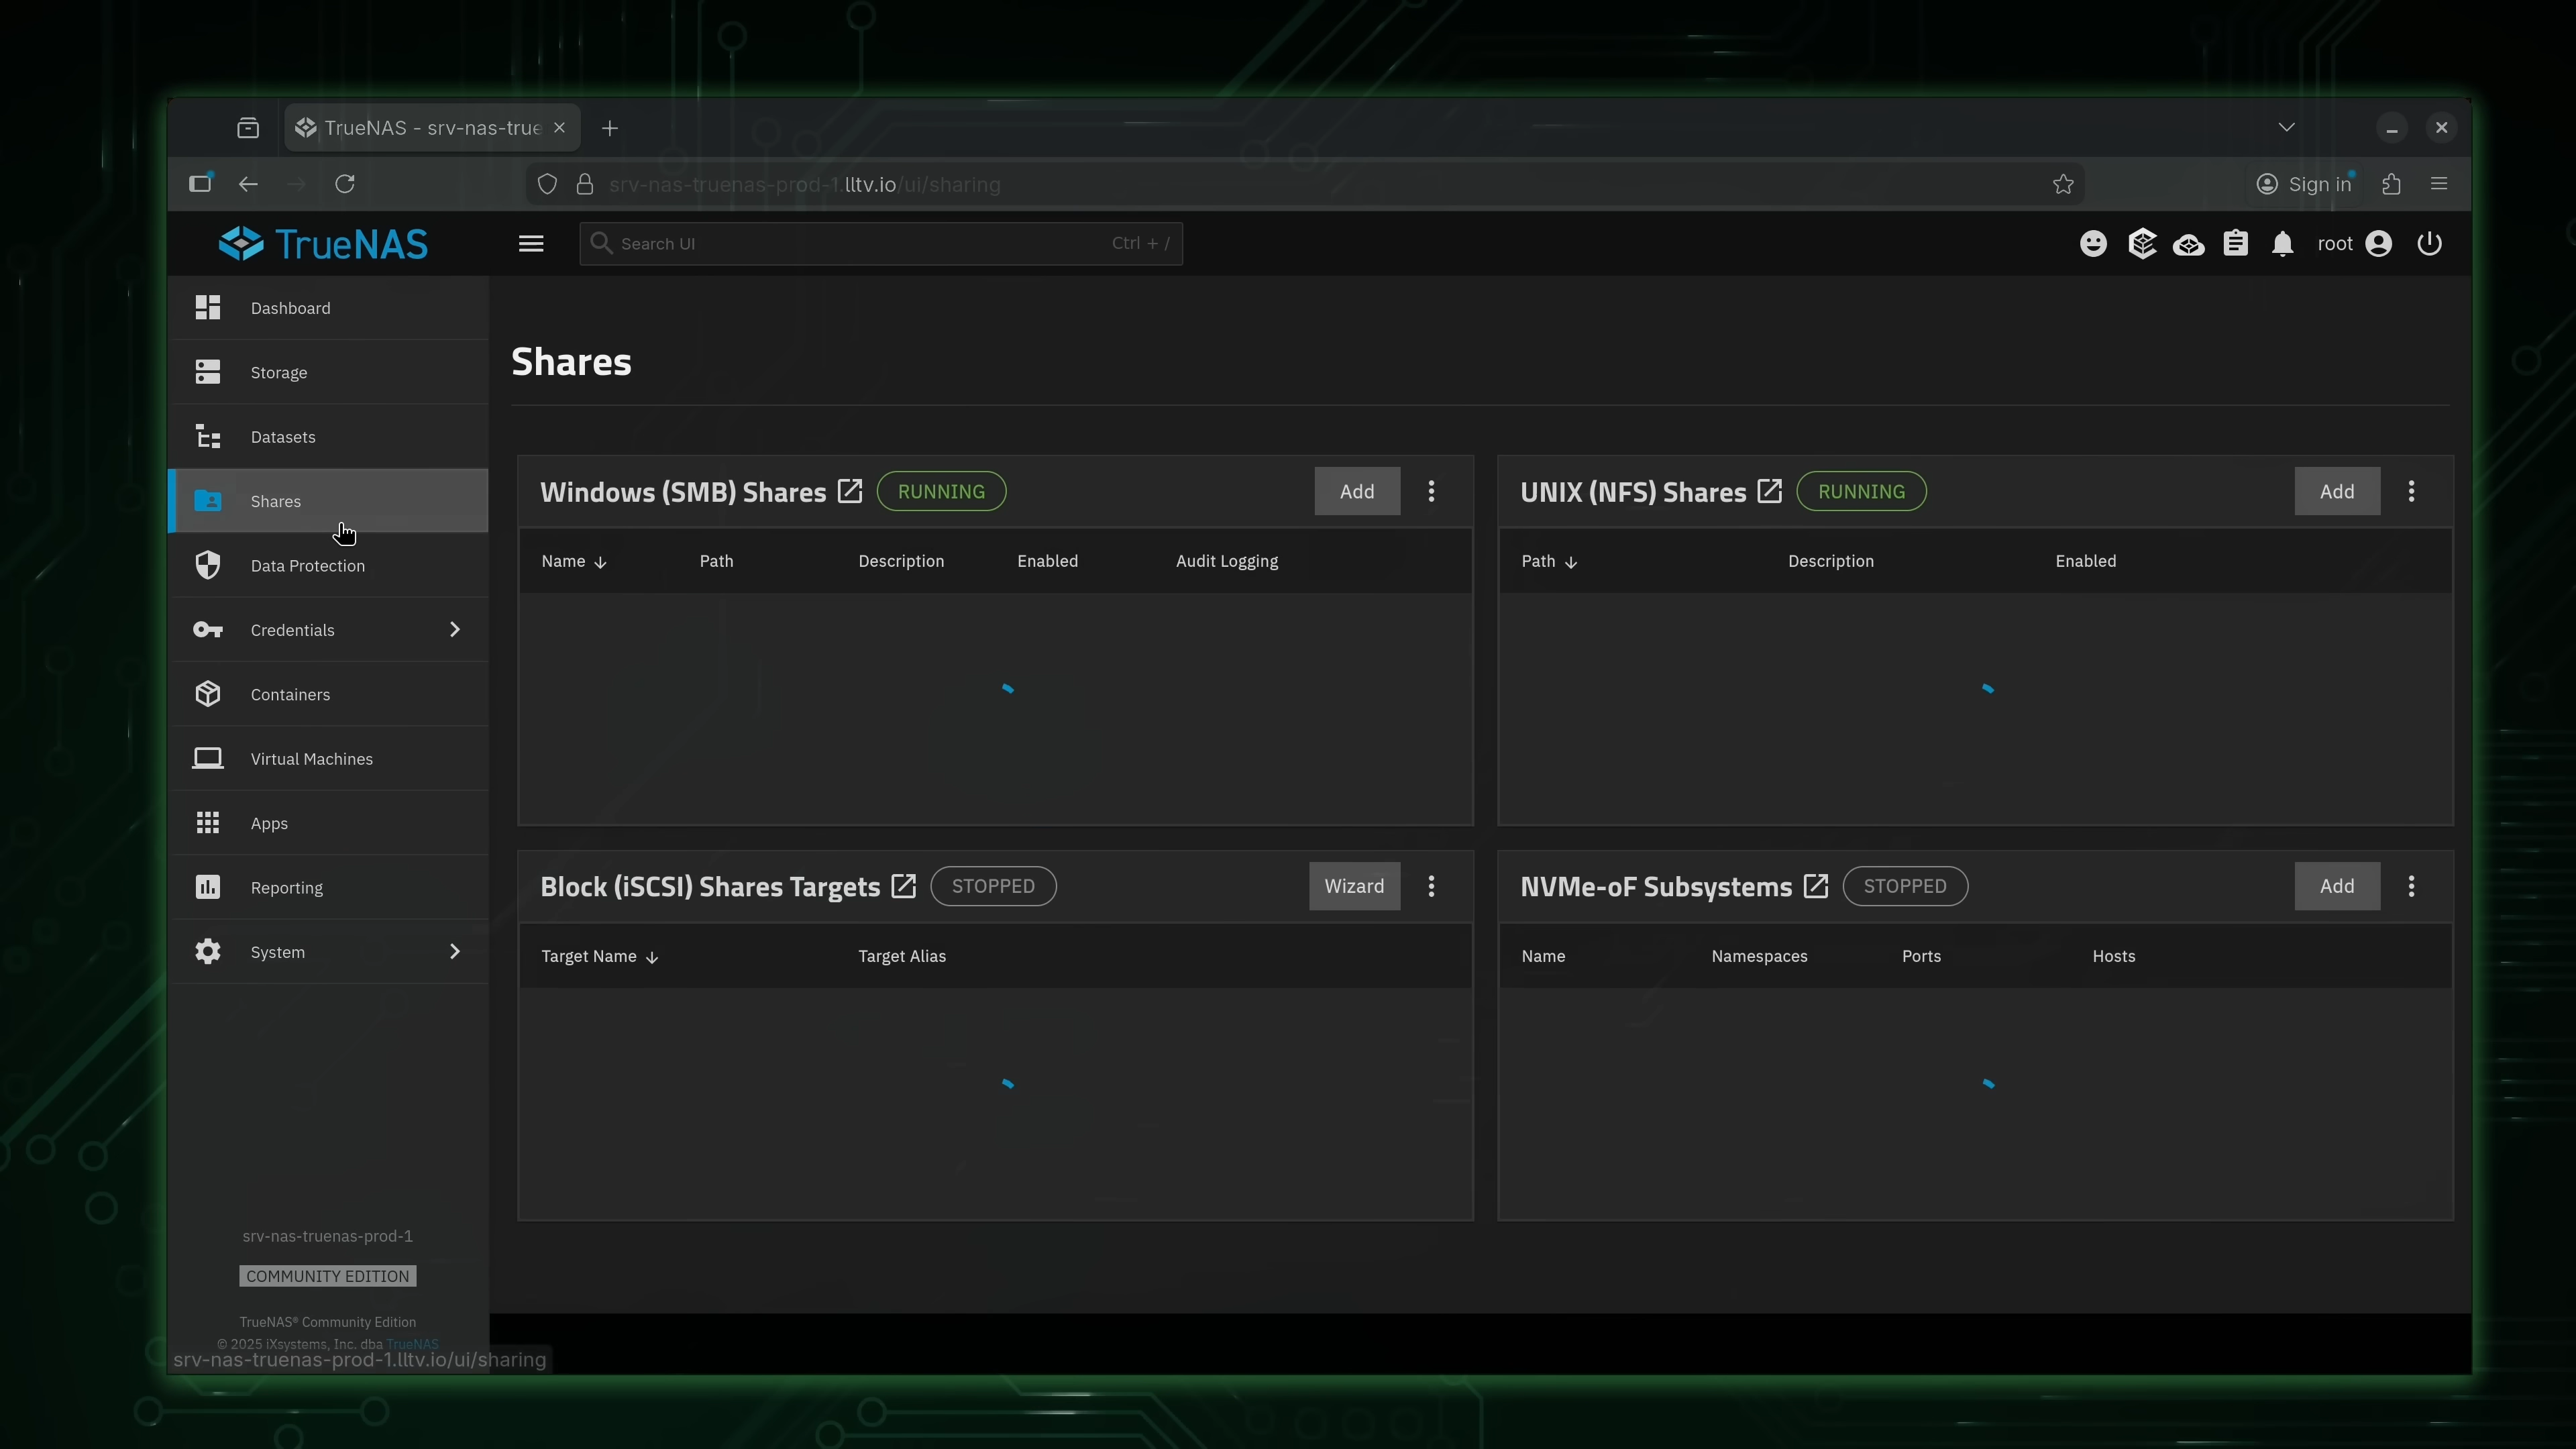 TrueNAS - srv-nas-true
srv-nas-truenas-prod-1.lltv.io/ui/sharing
Sign in
TrueNAS
Search UI
Ctrl + /
root
Dashboard
Storage
Datasets
Shares
Data Protection
Credentials
Containers
Virtual Machines
Apps
Reporting
System
srv-nas-truenas-prod-1
COMMUNITY EDITION
TrueNAS® Community Edition
© 2025 iXsystems, Inc. dba TrueNAS
srv-nas-truenas-prod-1.lltv.io/ui/sharing
Shares
Windows (SMB) Shares
RUNNING
Add
Name
Path
Description
Enabled
Audit Logging
UNIX (NFS) Shares
RUNNING
Add
Path
Description
Enabled
Block (iSCSI) Shares Targets
STOPPED
Wizard
Target Name
Target Alias
NVMe-oF Subsystems
STOPPED
Add
Name
Namespaces
Ports
Hosts